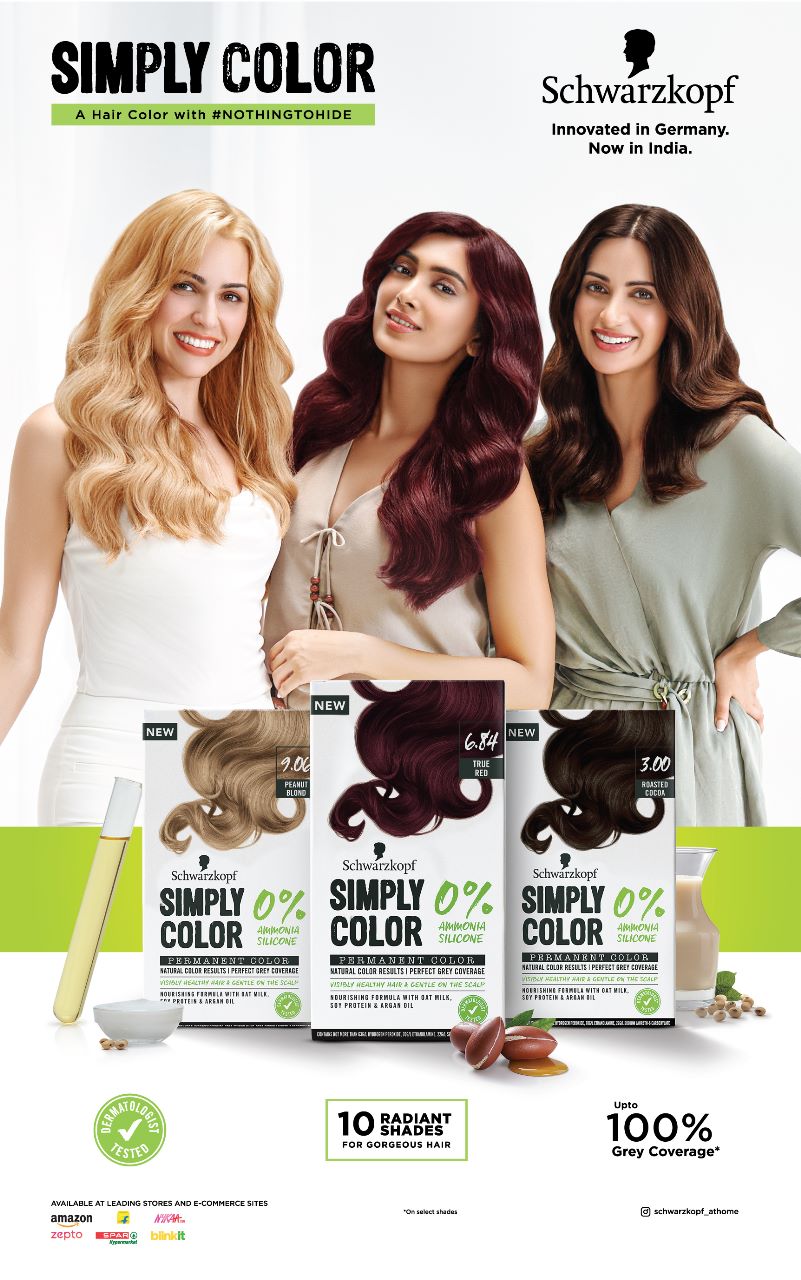 SIMPLY COLOR
A Hair Color with #NOTHINGTOHIDE
Schwarzkopf
Innovated in Germany.
Now in India.
NEW
9.06
PEANUT
BLOND
Schwarzkopf
SIMPLY
COLOR
0%
AMMONIA
SILICONE
PERMANENT COLOR
NATURAL COLOR RESULTS | PERFECT GREY COVERAGE
VISIBLY HEALTHY HAIR & GENTLE ON THE SCALP
NOURISHING FORMULA WITH OAT MILK,
SOY PROTEIN & ARGAN OIL
NEW
6.84
TRUE
RED
Schwarzkopf
SIMPLY
COLOR
0%
AMMONIA
SILICONE
PERMANENT COLOR
NATURAL COLOR RESULTS | PERFECT GREY COVERAGE
VISIBLY HEALTHY HAIR & GENTLE ON THE SCALP
NOURISHING FORMULA WITH OAT MILK,
SOY PROTEIN & ARGAN OIL
NEW
3.00
ROASTED
COCOA
Schwarzkopf
SIMPLY
COLOR
0%
AMMONIA
SILICONE
PERMANENT COLOR
NATURAL COLOR RESULTS | PERFECT GREY COVERAGE
VISIBLY HEALTHY HAIR & GENTLE ON THE SCALP
NOURISHING FORMULA WITH OAT MILK,
SOY PROTEIN & ARGAN OIL
DERMATOLOGIST
TESTED
10 RADIANT
SHADES
FOR GORGEOUS HAIR
Upto
100%
Grey Coverage*
AVAILABLE AT LEADING STORES AND E-COMMERCE SITES
amazon NYKAA
zepto SPAR Hypermarket blinkit
*On select shades
schwarzkopf_athome